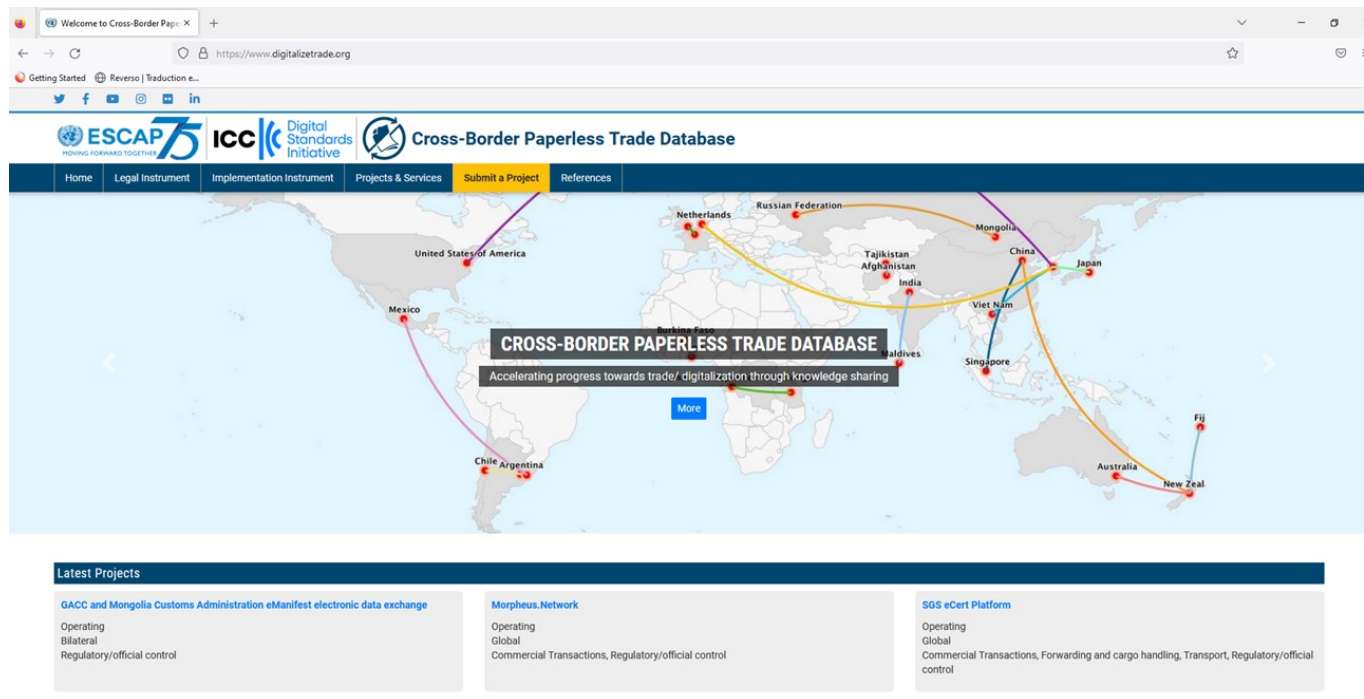 Welcome to Cross-Border Pape
https://www.digitalizetrade.org
Getting Started Reverso | Traduction e...
ESCAP 75
MOVING FORWARD TOGETHER
ICC Digital Standards Initiative
Cross-Border Paperless Trade Database
Home Legal Instrument Implementation Instrument Projects & Services Submit a Project References
Russian Federation
Netherlands
Mongolia
United States of America
Tajikistan
China
Japan
Afghanistan
India
Mexico
Viet Nam
Burkina Faso
CROSS-BORDER PAPERLESS TRADE DATABASE
Maldives
Singapore
Accelerating progress towards trade/ digitalization through knowledge sharing
More
Fij
Chile
Argentina
Australia
New Zeal
Latest Projects
GACC and Mongolia Customs Administration eManifest electronic data exchange
Operating
Bilateral
Regulatory/official control
Morpheus.Network
Operating
Global
Commercial Transactions, Regulatory/official control
SGS eCert Platform
Operating
Global
Commercial Transactions, Forwarding and cargo handling, Transport, Regulatory/official
control